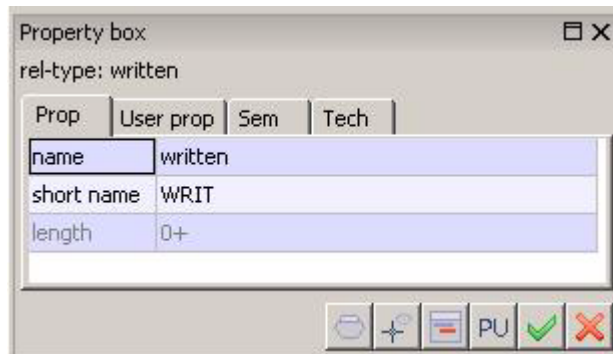 Property box
rel-type: written
Prop User prop Sem Tech
name written
short name WRIT
length 0+
PU